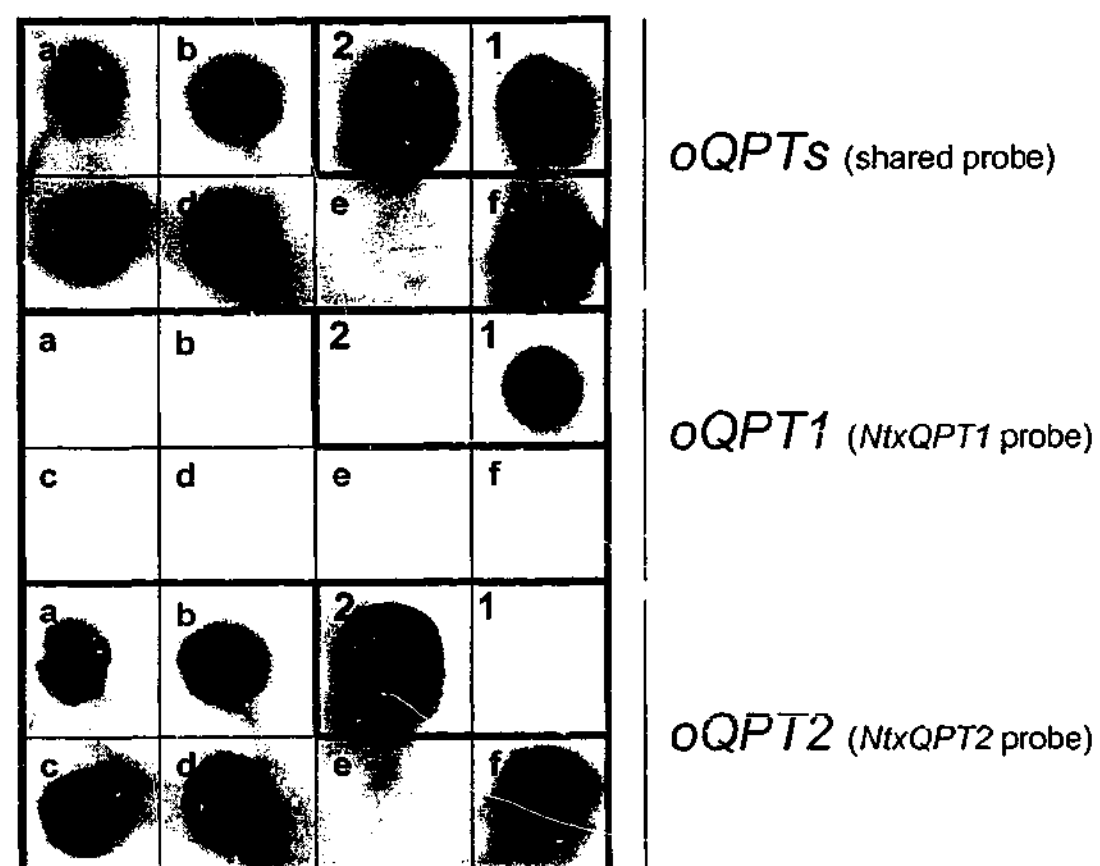 a b 2 1
d e f
oQPTs (shared probe)
a b 2 1
c d e f
oQPT1 (NtxQPT1 probe)
a b 2 1
c d e f
oQPT2 (NtxQPT2 probe)